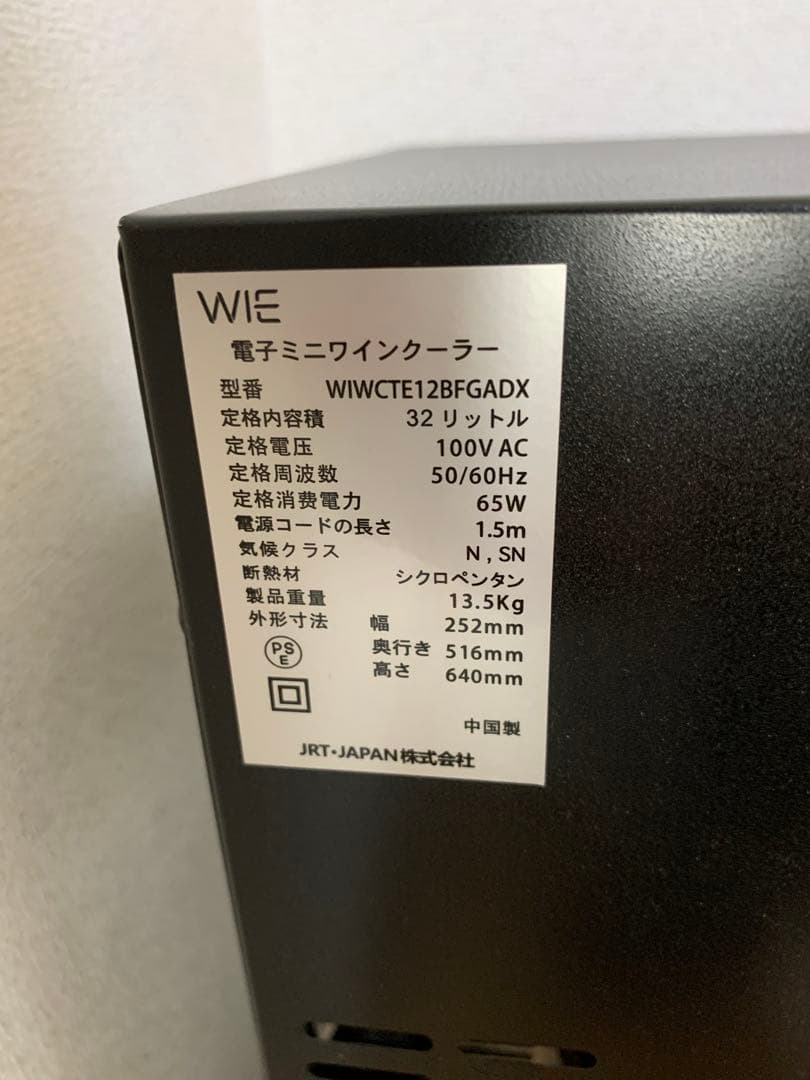 WIE
電子ミニワインクーラー
型番 WIWCTE12BFGADX
定格内容積 32 リットル
定格電圧 100V AC
定格周波数 50/60Hz
定格消費電力 65W
電源コードの長さ 1.5m
気候クラス N , SN
断熱材 シクロペンタン
製品重量 13.5Kg
外形寸法 幅 252mm
奥行き 516mm
高さ 640mm
PS
E
中国製
JRT・JAPAN株式会社